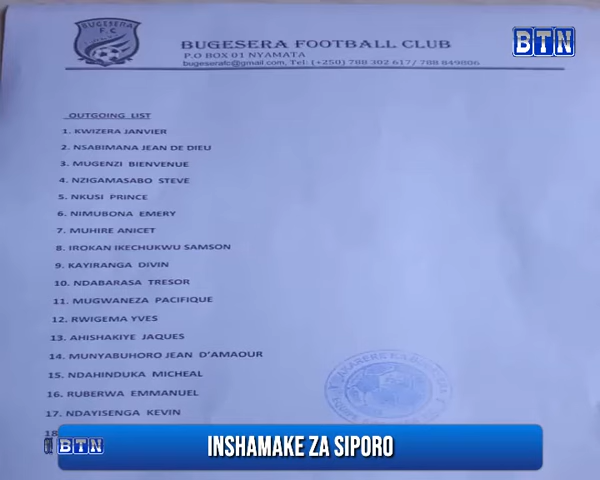 BUGESERA
F.C
BTN
BUGESERA FOOTBALL CLUB
P.O BOX 01 NYAMATA
bugeserafc@gmail.com, Tel: (+250) 788 302 617/ 788 849806
OUTGOING LIST
1. KWIZERA JANVIER
2. NSABIMANA JEAN DE DIEU
3. MUGENZI BIENVENUE
4. NZIGAMASABO STEVE
5. NKUSI PRINCE
6. NIMUBONA EMERY
7. MUHIRE ANICET
8. IROKAN IKECHUKWU SAMSON
9. KAYIRANGA DIVIN
10. NDABARASA TRESOR
11. MUGWANEZA PACIFIQUE
12. RWIGEMA YVES
13. AHISHAKIYE JAQUES
14. MUNYABUHORO JEAN D'AMAOUR
15. NDAHINDUKA MICHEAL
16. RUBERWA EMMANUEL
17. NDAYISENGA KEVIN
18
BTN
INSHAMAKE ZA SIPORO